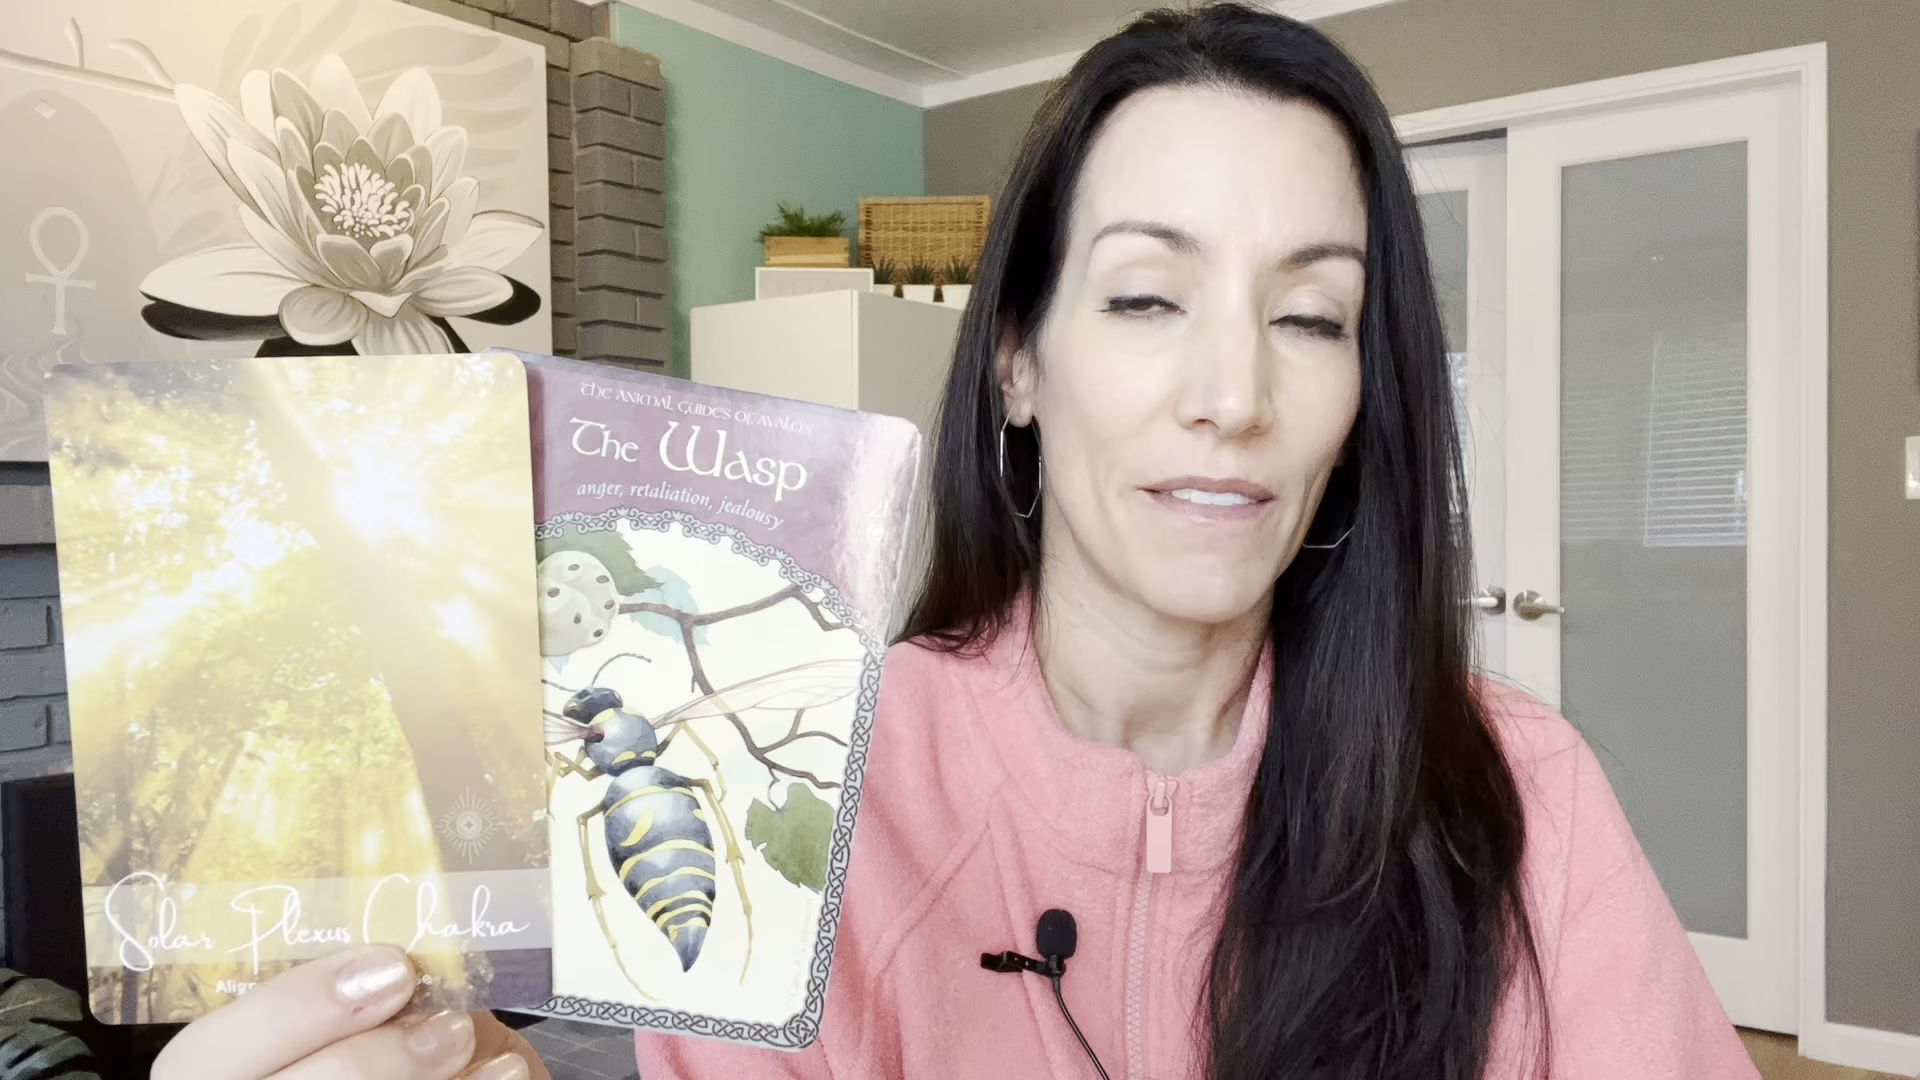 THE ANIMAL GUIDES OF AVALON
The Wasp
anger, retaliation, jealousy
Solar Plexus Chakra